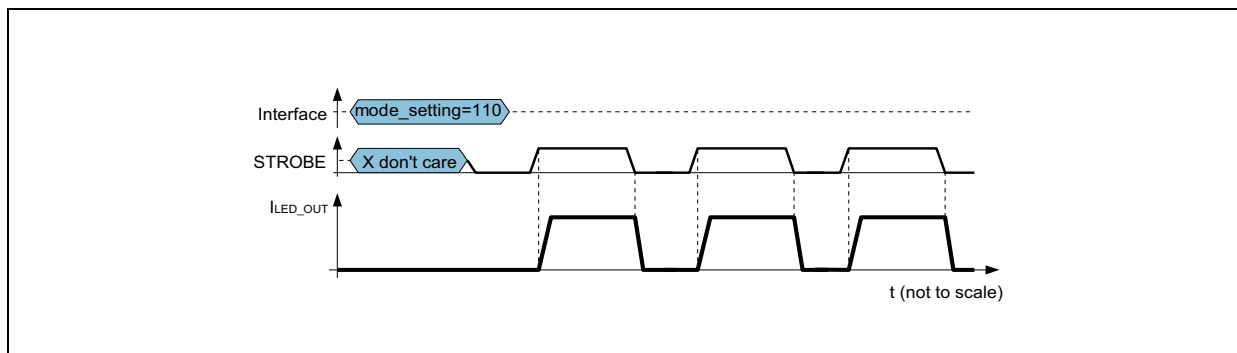 Interface
mode_setting=110
STROBE
X don't care
ILED_OUT
t (not to scale)